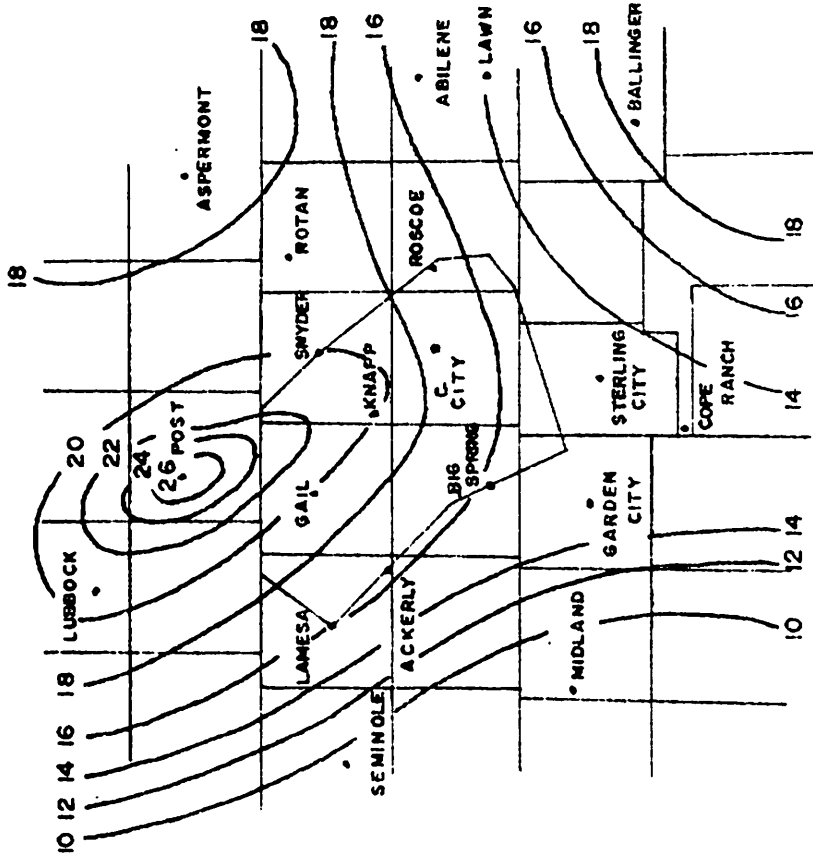 18
18
18
16
ASPERMONT
ABILENE
LAWN
16
18
BALLINGER
ROTAN
ROSCOE
18
16
14
SNYDER
KNAPP
C.
CITY
STERLING
CITY
COPE
RANCH
20
22
24
26
POST
GAIL
BIG
SPRING
GARDEN
CITY
14
12
10
LUBBOCK
LAMESA
ACKERLY
MIDLAND
SEMINOLE
18
16
14
12
10